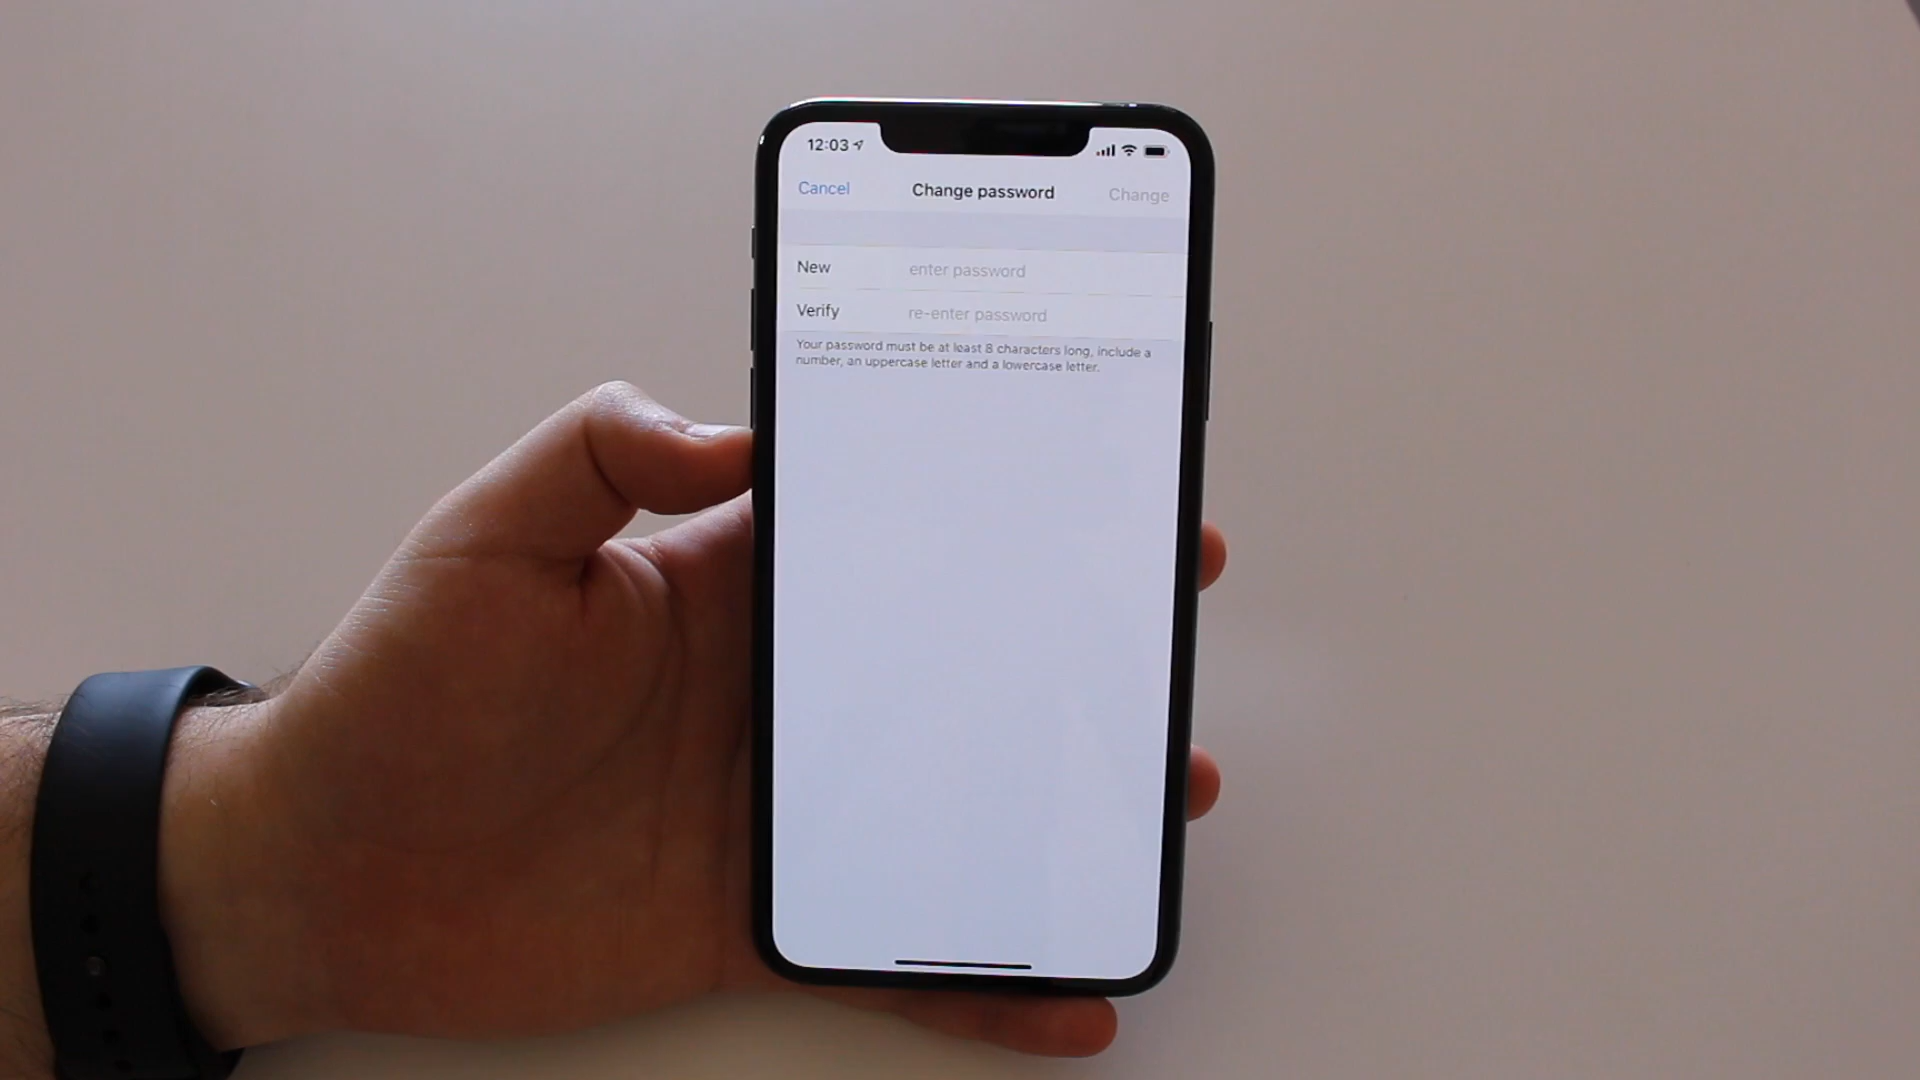 12:03
Cancel Change password Change
New enter password
Verify re-enter password
Your password must be at least 8 characters long, include a
number, an uppercase letter and a lowercase letter.